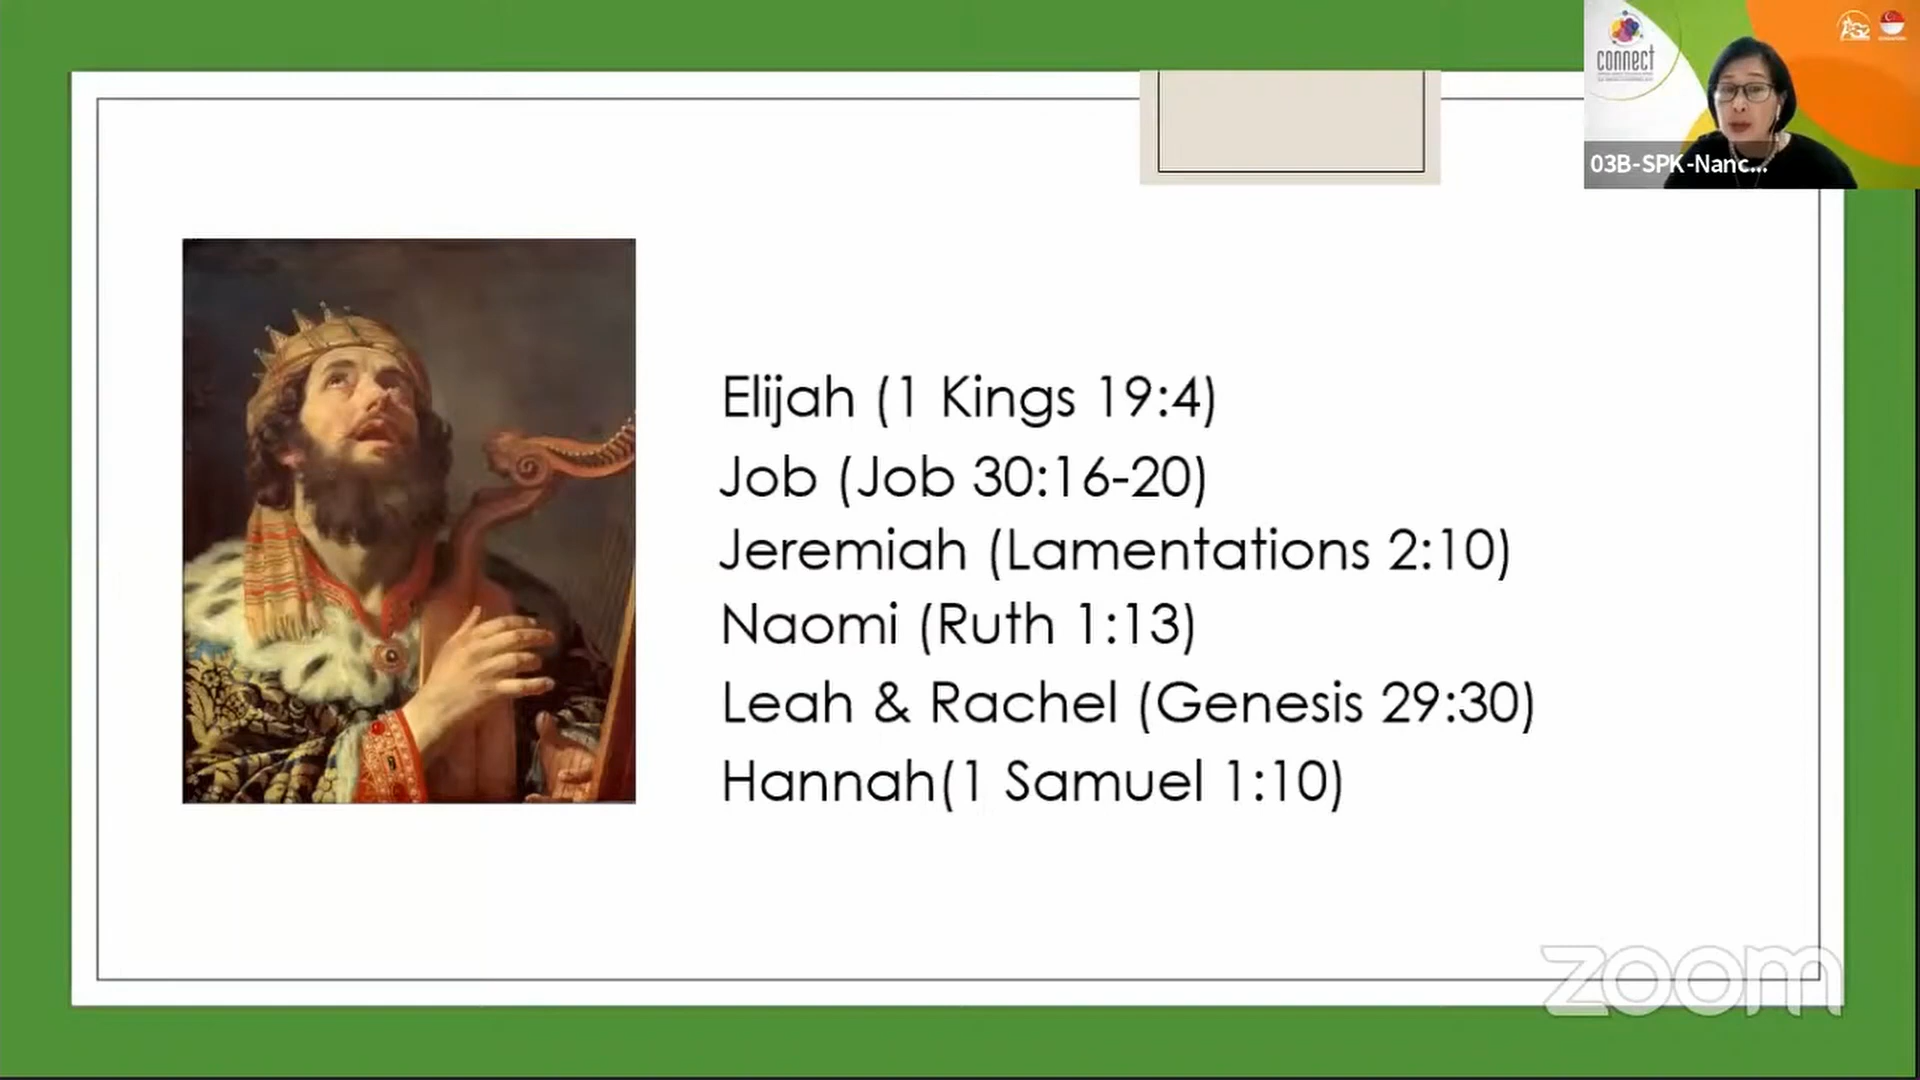 connect
03B-SPK-Nanc...
Elijah (1 Kings 19:4)
Job (Job 30:16-20)
Jeremiah (Lamentations 2:10)
Naomi (Ruth 1:13)
Leah & Rachel (Genesis 29:30)
Hannah(1 Samuel 1:10)
zoom